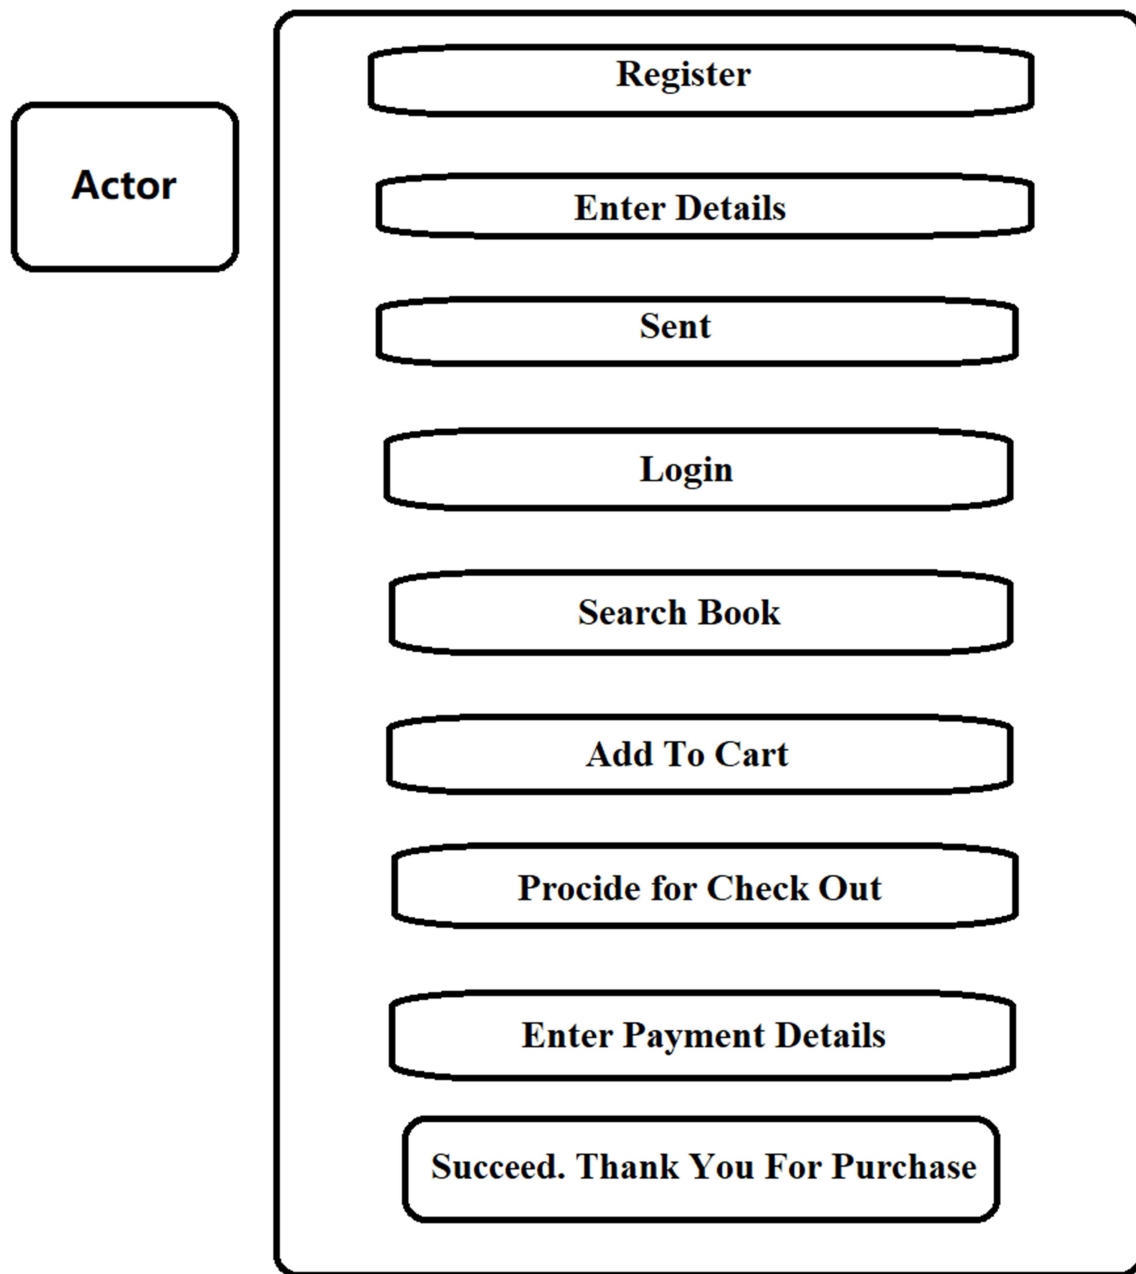 Actor
Register
Enter Details
Sent
Login
Search Book
Add To Cart
Procide for Check Out
Enter Payment Details
Succeed. Thank You For Purchase